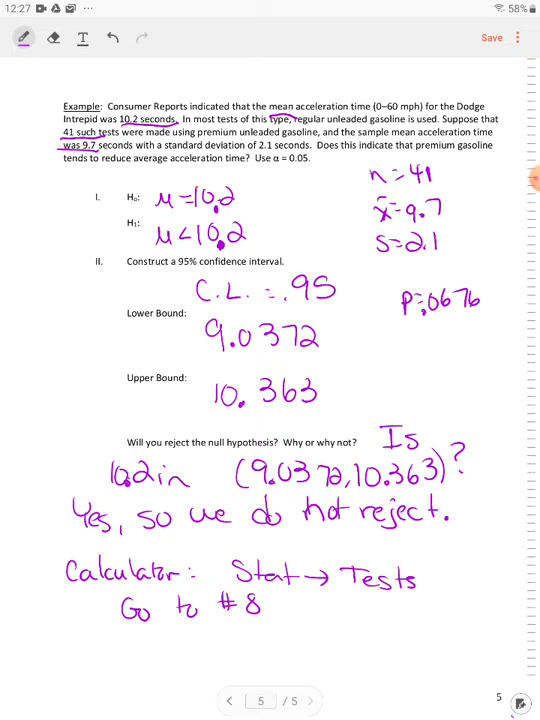 12:27
58%
Save
Example: Consumer Reports indicated that the mean acceleration time (0–60 mph) for the Dodge
Intrepid was 10.2 seconds. In most tests of this type, regular unleaded gasoline is used. Suppose that
41 such tests were made using premium unleaded gasoline, and the sample mean acceleration time
was 9.7 seconds with a standard deviation of 2.1 seconds. Does this indicate that premium gasoline
tends to reduce average acceleration time? Use α = 0.05.
n = 41
I. H₀: μ = 10.2
x̄ = 9.7
H₁: μ < 10.2
s = 2.1
II. Construct a 95% confidence interval.
C.L. = .95
P = .0676
Lower Bound:
9.0372
Upper Bound:
10.363
Will you reject the null hypothesis? Why or why not? Is
10.2 in (9.0372, 10.363)?
Yes, so we do not reject.
Calculator: Stat → Tests
Go to #8
5
5 / 5